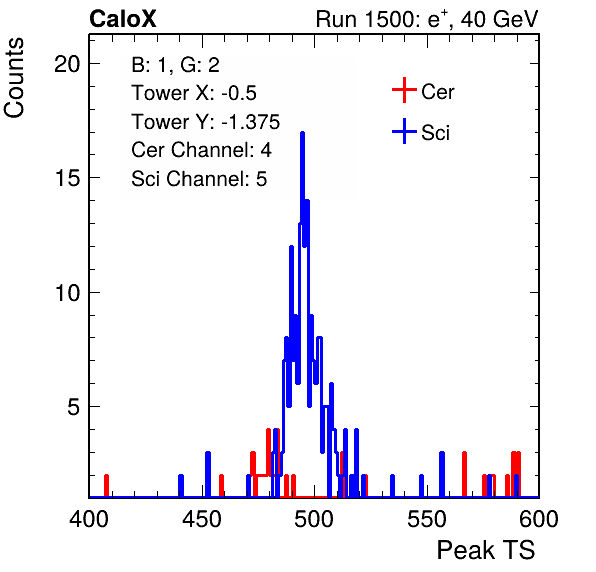 CaloX
Run 1500: e+, 40 GeV
Counts
B: 1, G: 2
Tower X: -0.5
Tower Y: -1.375
Cer Channel: 4
Sci Channel: 5
Cer
Sci
20
15
10
5
400 450 500 550 600
Peak TS